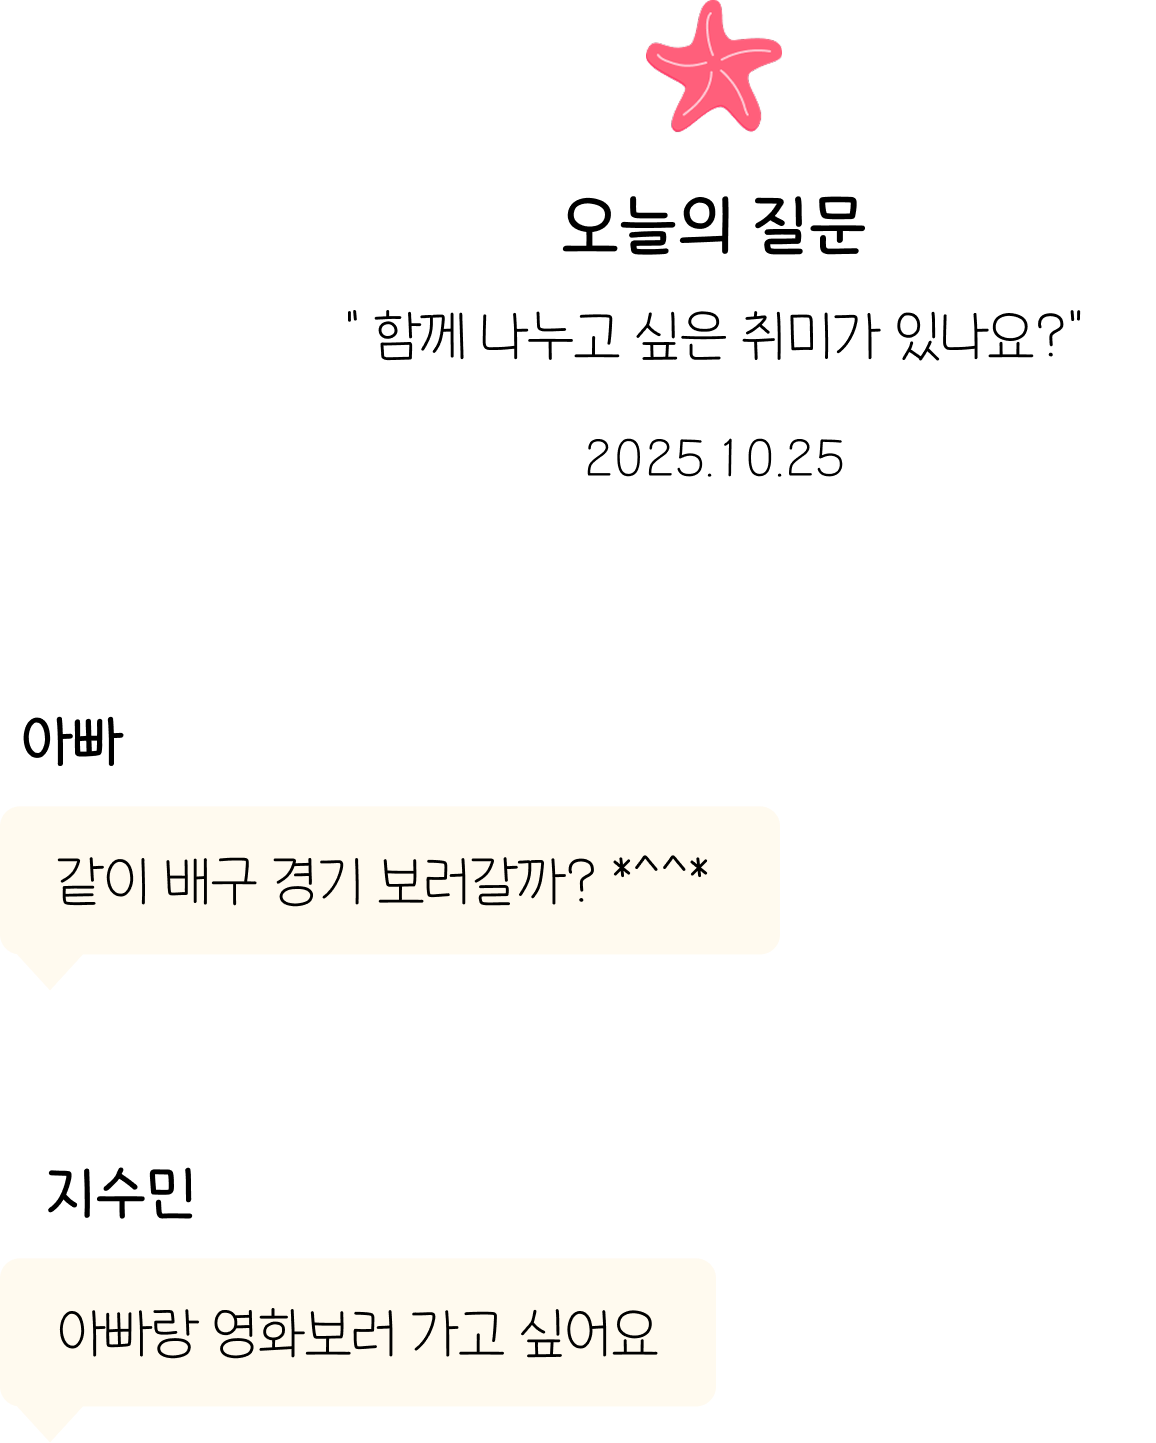 오늘의 질문
" 함께 나누고 싶은 취미가 있나요?"
2025.10.25
아빠
같이 배구 경기 보러갈까? *^^*
지수민
아빠랑 영화보러 가고 싶어요